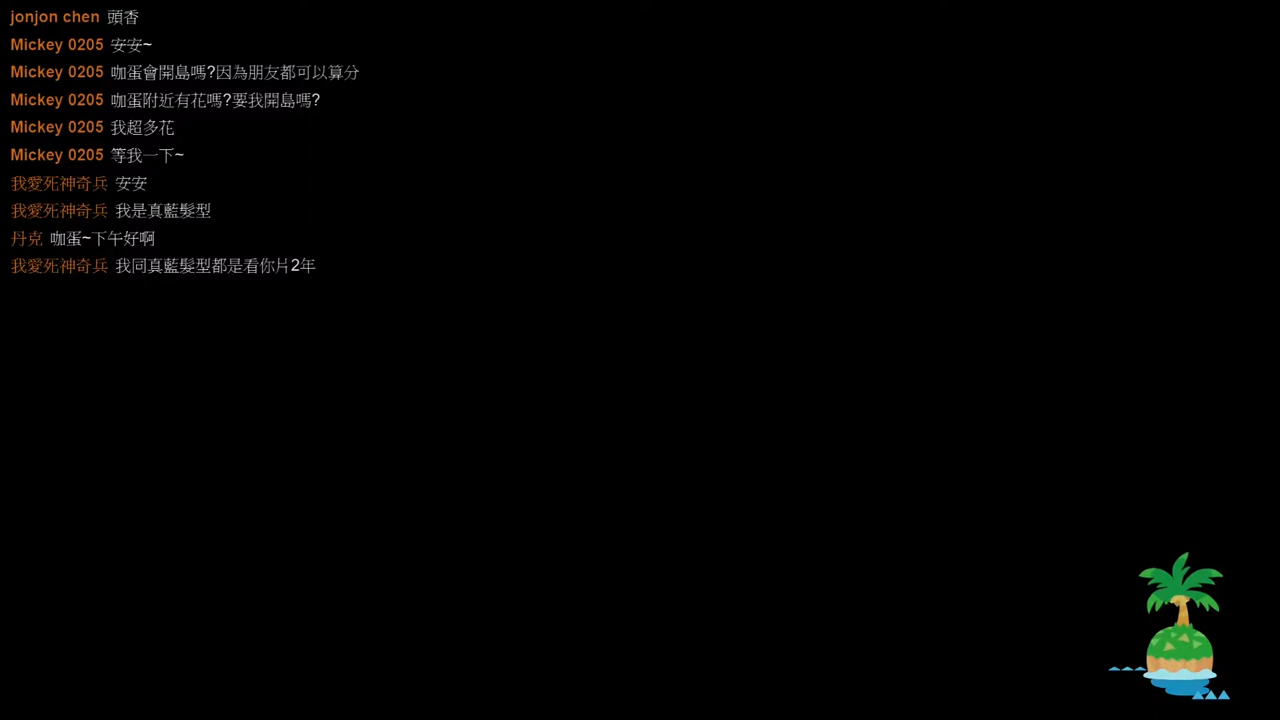 jonjon chen 頭香
Mickey 0205 安安~
Mickey 0205 咖蛋會開島嗎?因為朋友都可以算分
Mickey 0205 咖蛋附近有花嗎?要我開島嗎?
Mickey 0205 我超多花
Mickey 0205 等我一下~
我愛死神奇兵 安安
我愛死神奇兵 我是真藍髮型
丹克 咖蛋~下午好啊
我愛死神奇兵 我同真藍髮型都是看你片2年